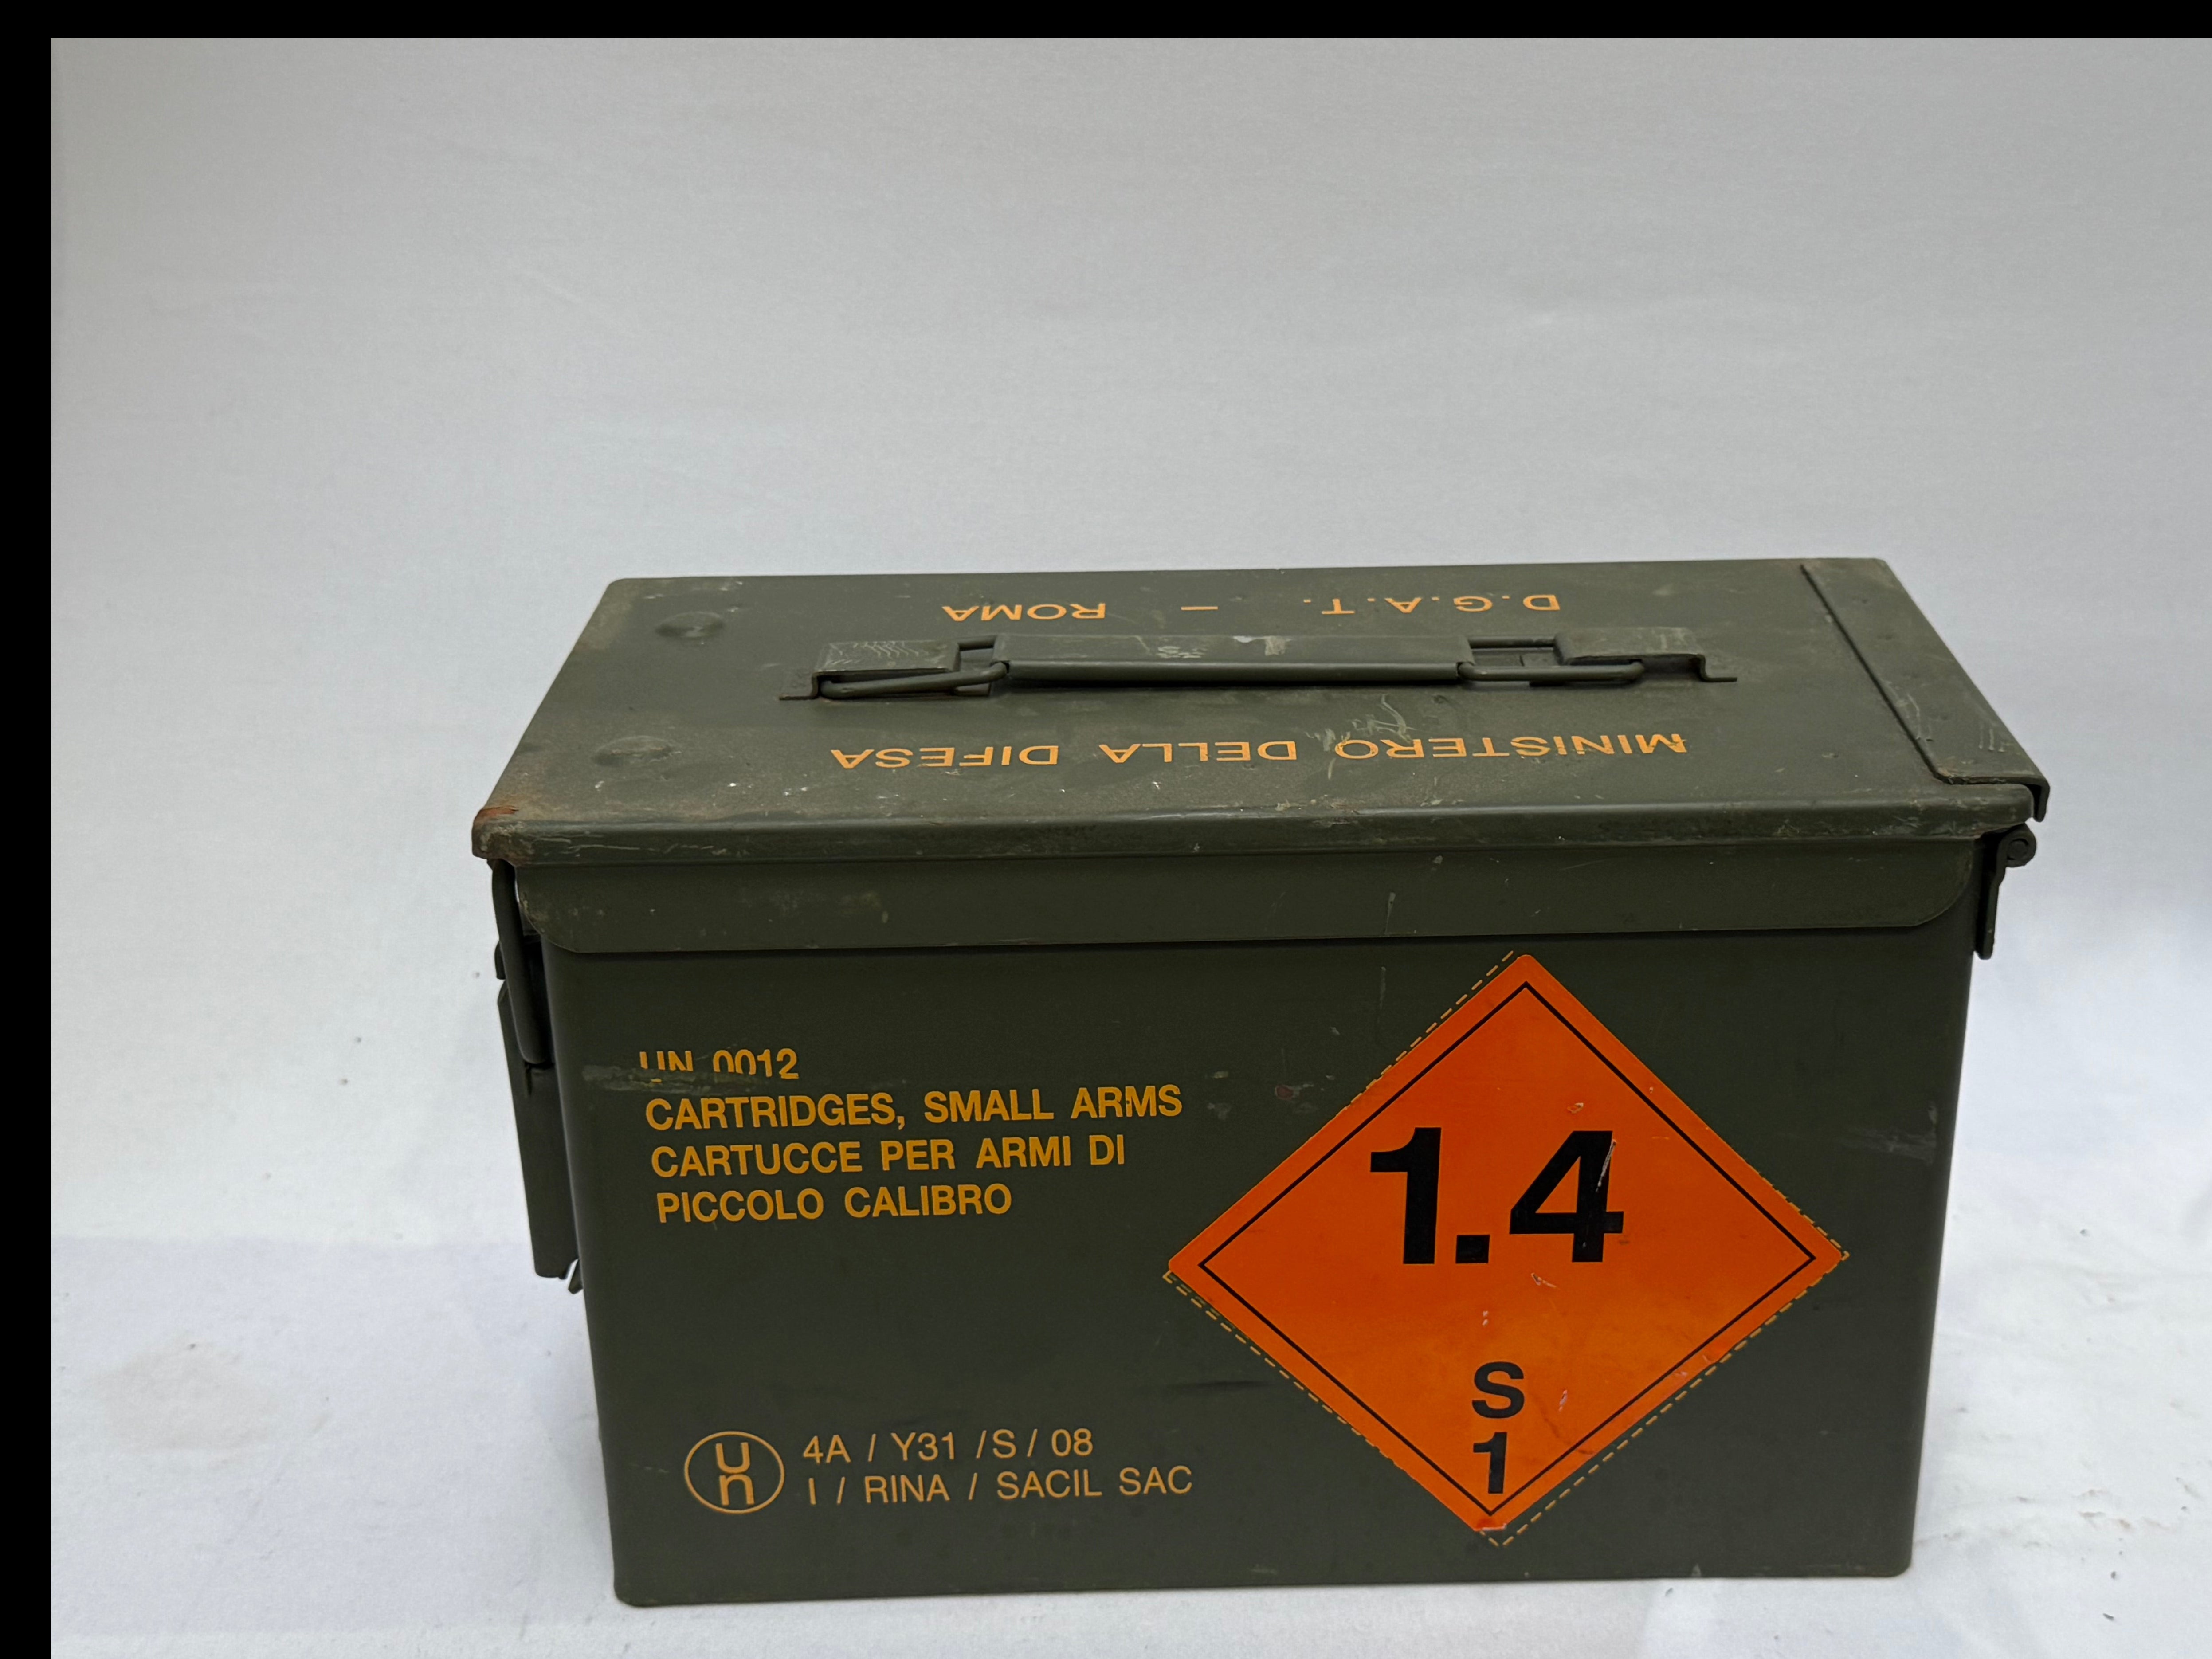 D.G.A.T. – ROMA
MINISTERO DELLA DIFESA
UN 0012
CARTRIDGES, SMALL ARMS
CARTUCCE PER ARMI DI
PICCOLO CALIBRO
1.4
S
1
un
4A / Y31 /S / 08
I / RINA / SACIL SAC